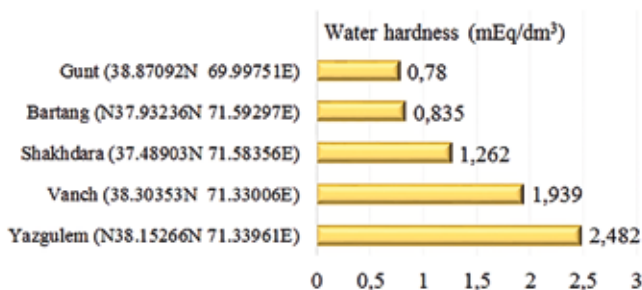 Water hardness (mEq/dm³)
Gunt (38.87092N 69.99751E) 0,78
Bartang (N37.93236N 71.59297E) 0,835
Shakhdara (37.48903N 71.58356E) 1,262
Vanch (38.30353N 71.33006E) 1,939
Yazgulem (N38.15266N 71.33961E) 2,482
0 0,5 1 1,5 2 2,5 3